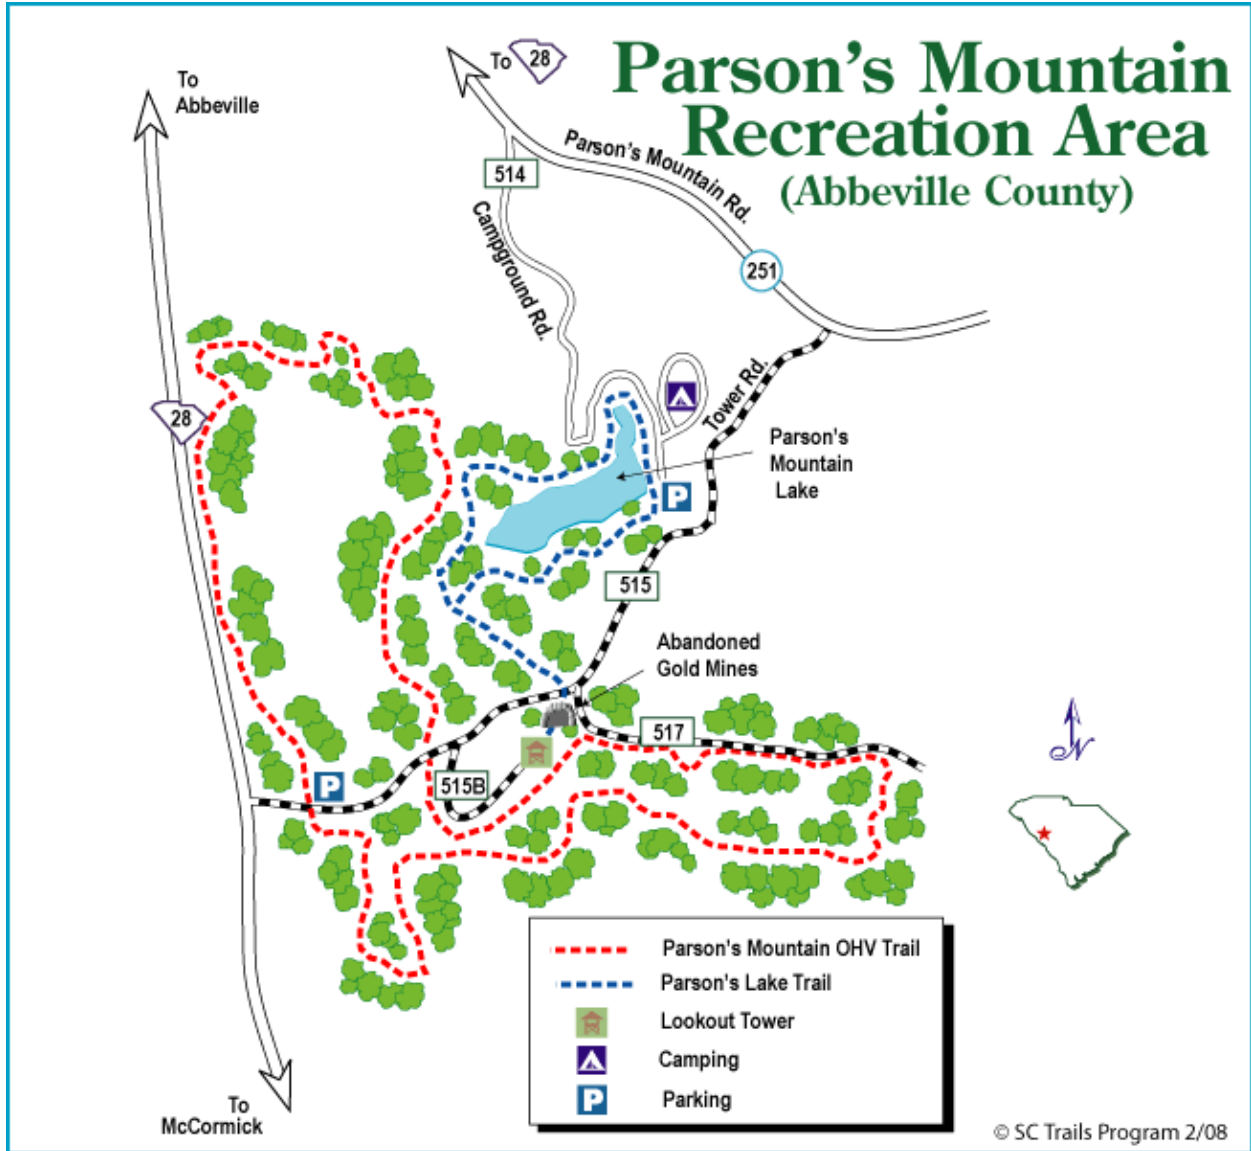 Parson's Mountain
Recreation Area
(Abbeville County)
To
Abbeville
To 28
514
Parson's Mountain Rd.
Campground Rd.
251
Tower Rd.
28
Parson's
Mountain
Lake
P
515
Abandoned
Gold Mines
517
P
515B
N
Parson's Mountain OHV Trail
Parson's Lake Trail
Lookout Tower
Camping
P Parking
To
McCormick
© SC Trails Program 2/08